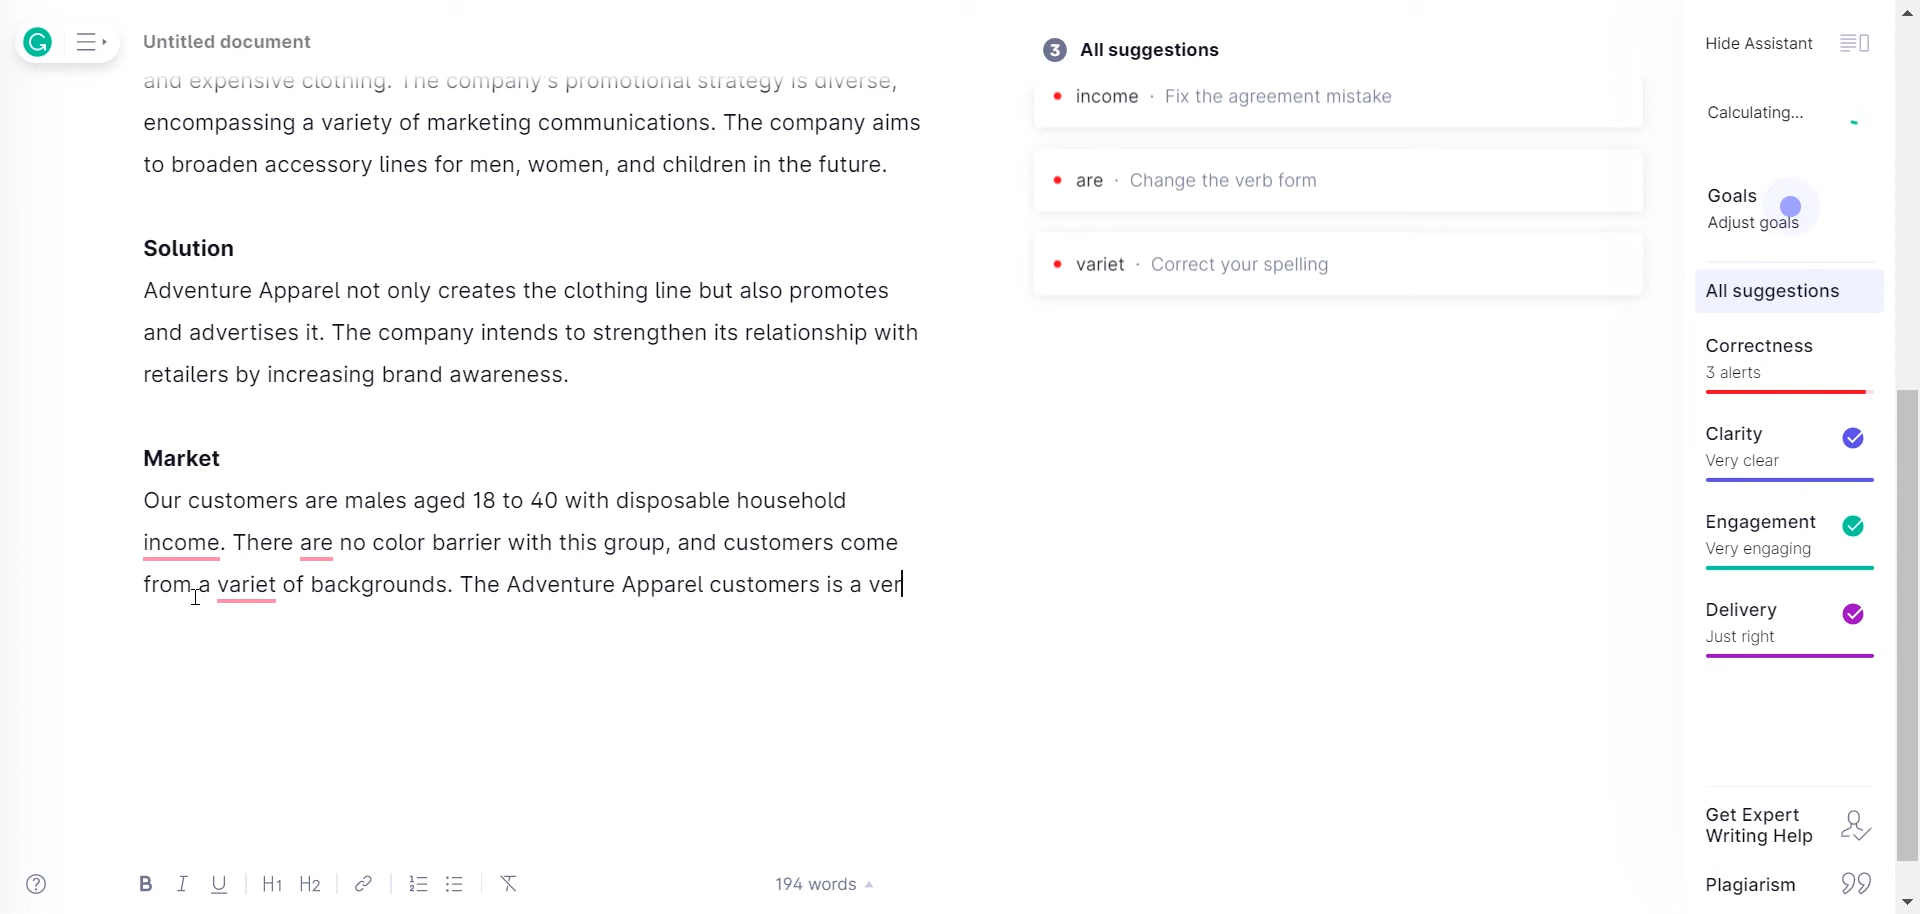 Untitled document
and expensive clothing. The company's promotional strategy is diverse,
encompassing a variety of marketing communications. The company aims
to broaden accessory lines for men, women, and children in the future.
Solution
Adventure Apparel not only creates the clothing line but also promotes
and advertises it. The company intends to strengthen its relationship with
retailers by increasing brand awareness.
Market
Our customers are males aged 18 to 40 with disposable household
income. There are no color barrier with this group, and customers come
from a variet of backgrounds. The Adventure Apparel customers is a ver
B I U H1 H2
194 words
3 All suggestions
income · Fix the agreement mistake
are · Change the verb form
variet · Correct your spelling
Hide Assistant
Calculating...
Goals
Adjust goals
All suggestions
Correctness
3 alerts
Clarity
Very clear
Engagement
Very engaging
Delivery
Just right
Get Expert
Writing Help
Plagiarism